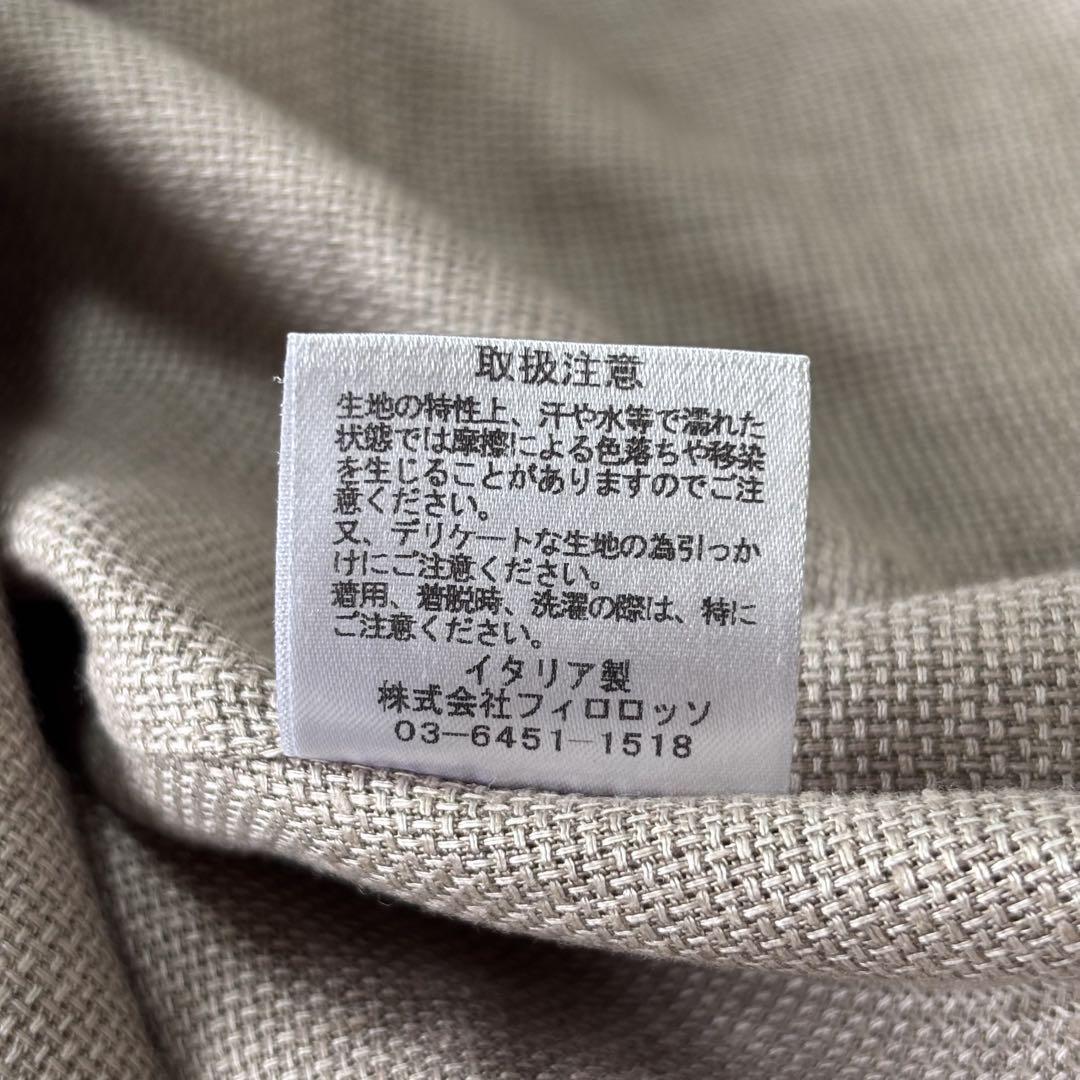 取扱注意
生地の特性上、汗や水等で濡れた
状態では摩擦による色落ちや移染
を生じることがありますのでご注
意ください。
又、デリケートな生地の為引っか
けにご注意ください。
着用、着脱時、洗濯の際は、特に
ご注意ください。
イタリア製
株式会社フィロロッソ
03-6451-1518